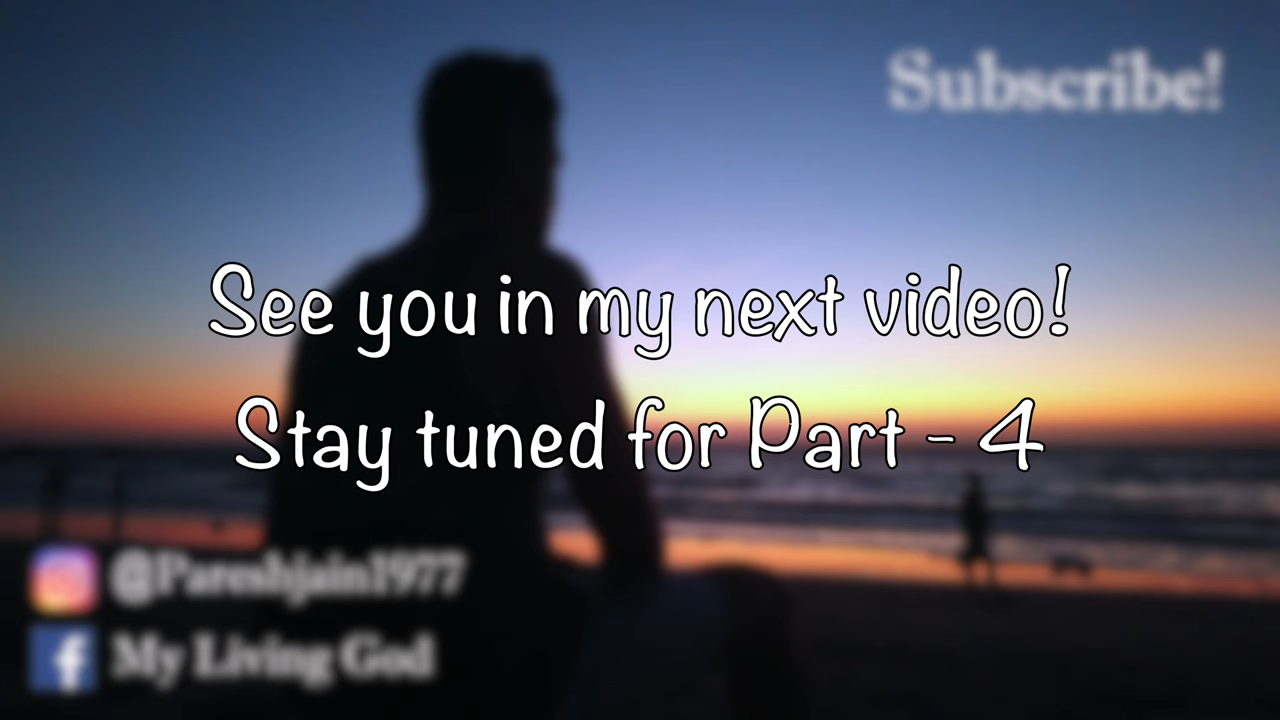 Subscribe!
See you in my next video!
Stay tuned for Part - 4
@Pareshjain1977
My Living God